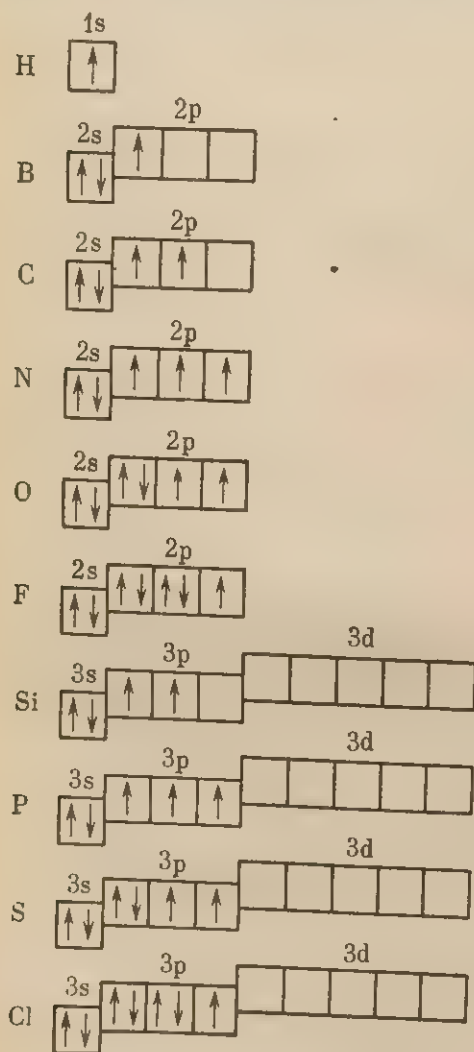 1s
H ↑
2p
2s
B ↑↓ ↑
2p
2s
C ↑↓ ↑ ↑
2p
2s
N ↑↓ ↑ ↑ ↑
2p
2s
O ↑↓ ↑↓ ↑ ↑
2p
2s
F ↑↓ ↑↓ ↑↓ ↑
3d
3p
3s
Si ↑↓ ↑ ↑
3d
3p
3s
P ↑↓ ↑ ↑ ↑
3d
3p
3s
S ↑↓ ↑↓ ↑ ↑
3d
3p
3s
Cl ↑↓ ↑↓ ↑↓ ↑